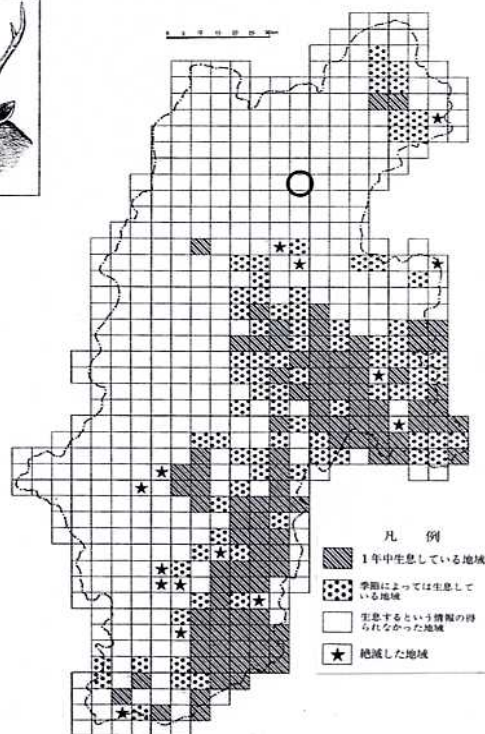 凡 例
1年中生息している地域
季節によっては生息して
いる地域
生息するという情報の得
られなかった地域
絶滅した地域